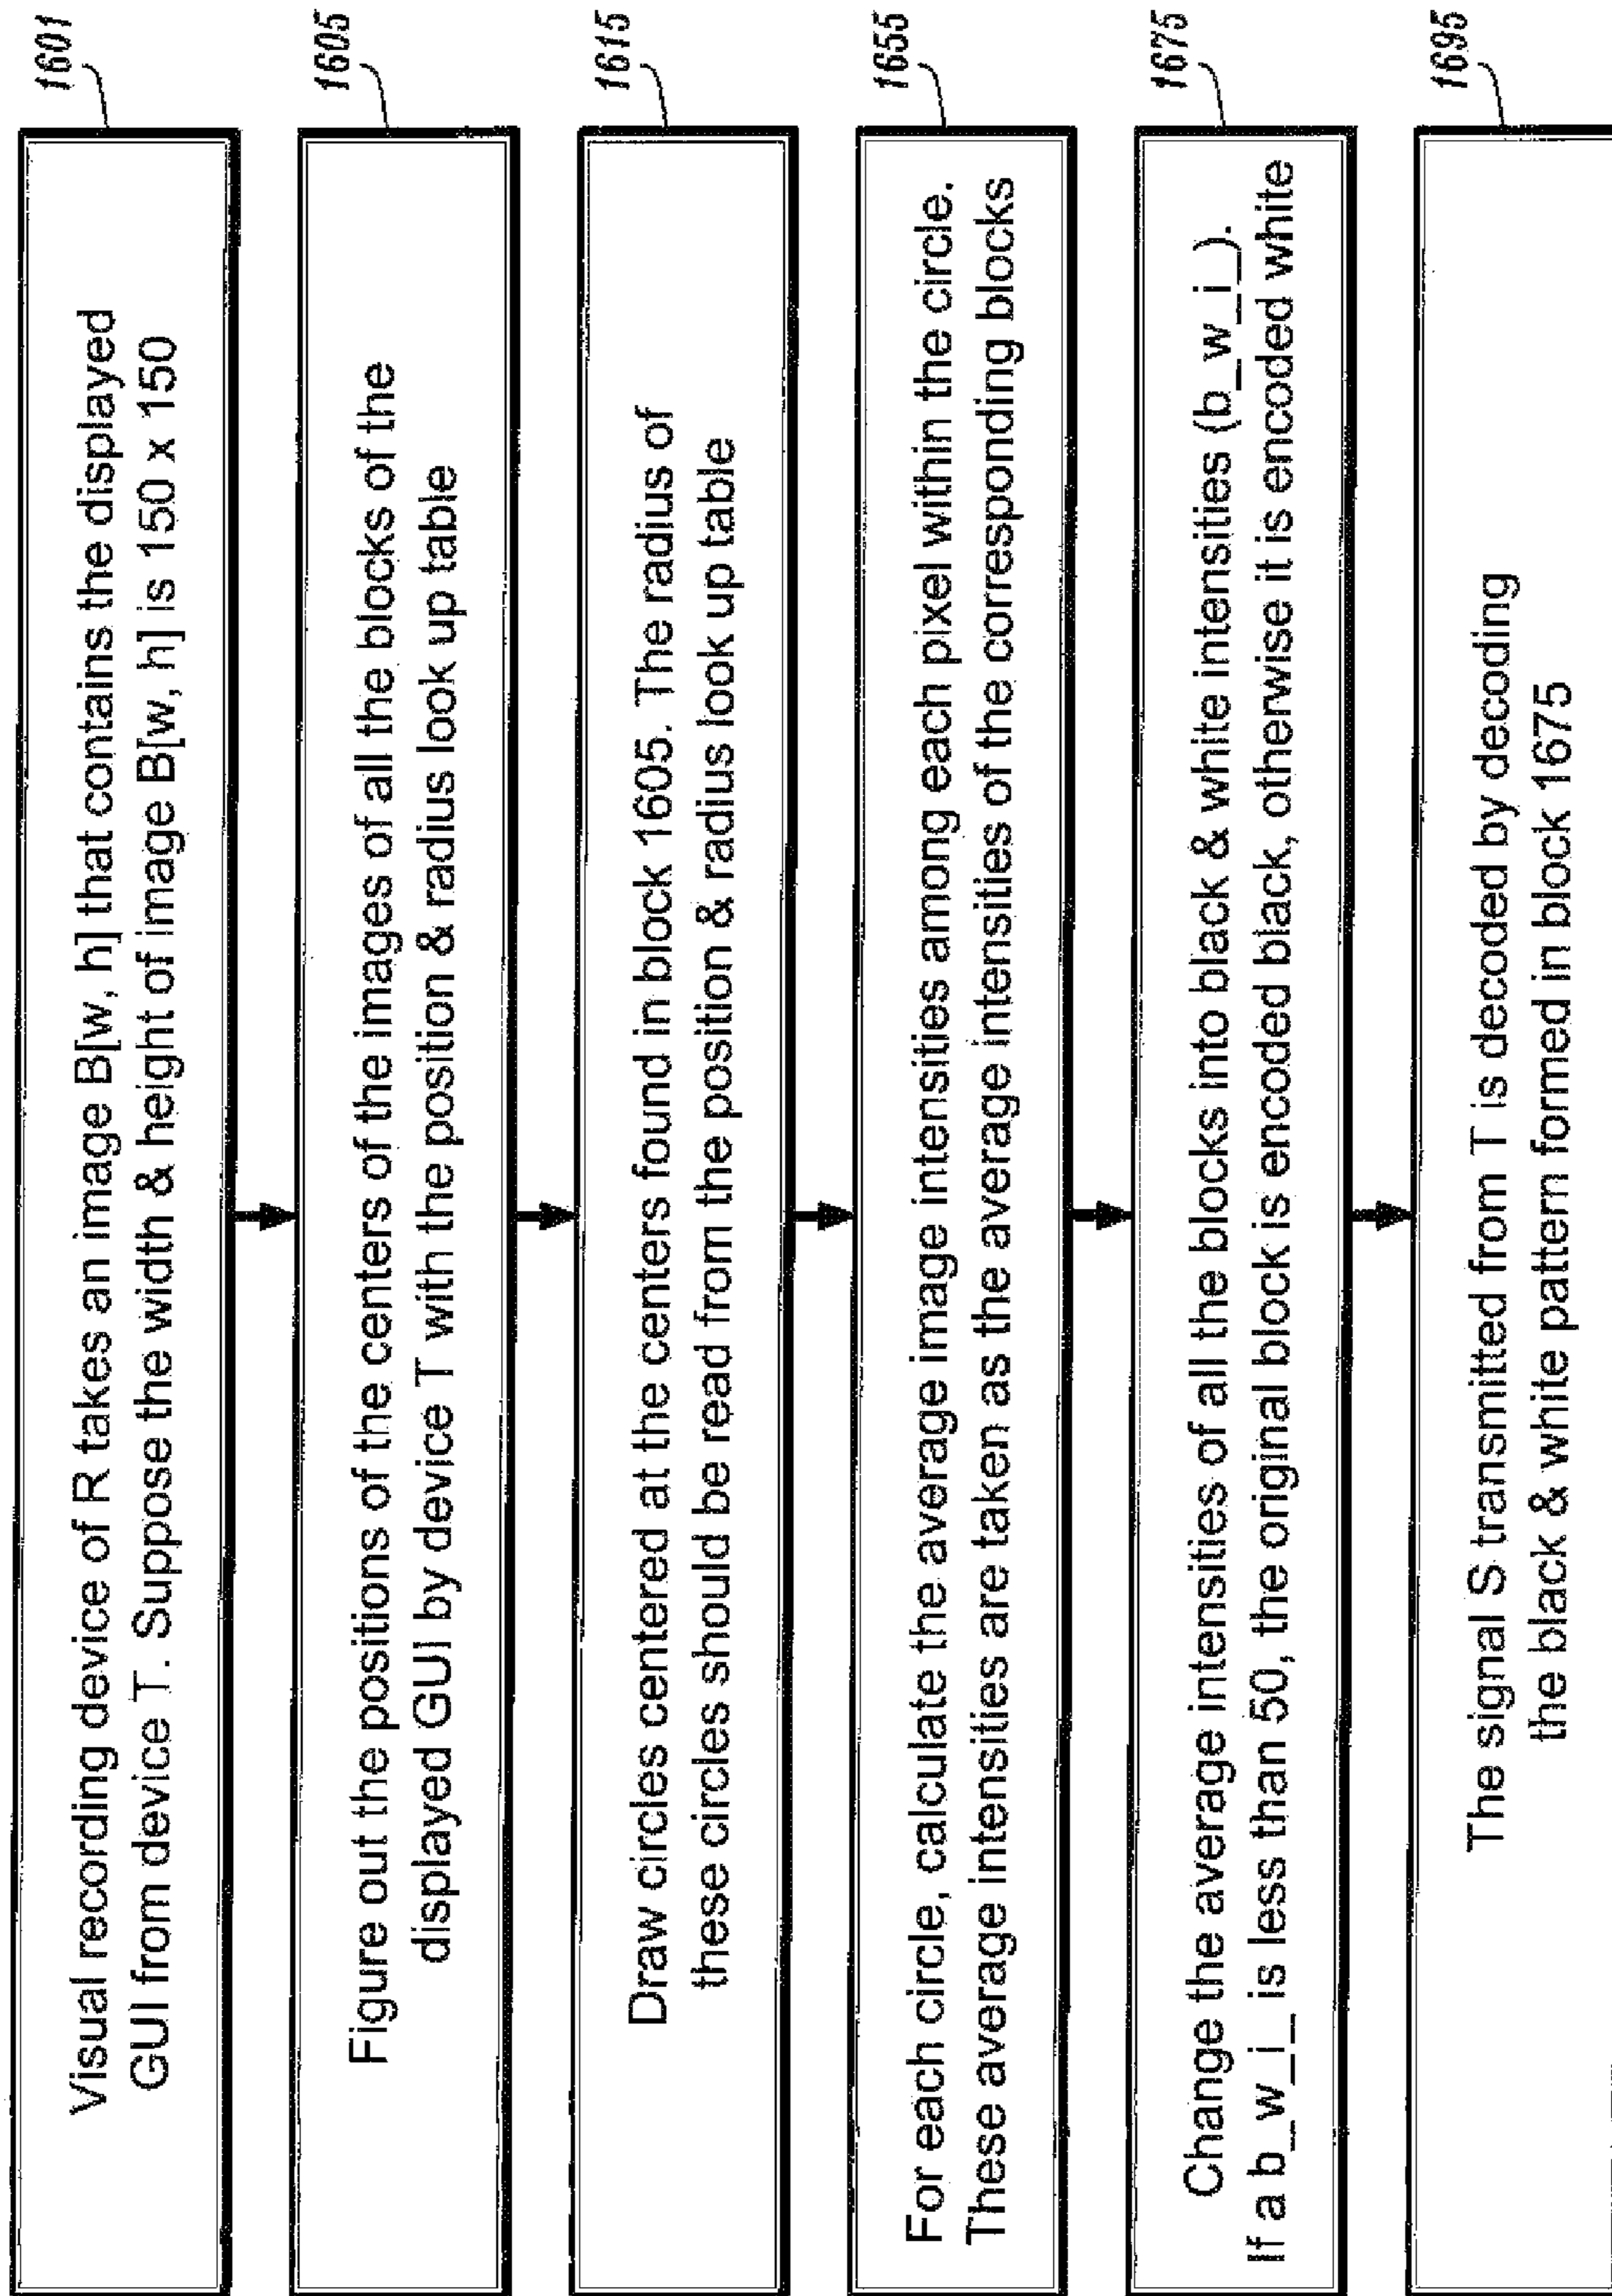 1601
Visual recording device of R takes an image B[w, h] that contains the displayed
GUI from device T. Suppose the width & height of image B[w, h] is 150 x 150
1605
Figure out the positions of the centers of the images of all the blocks of the
displayed GUI by device T with the position & radius look up table
1615
Draw circles centered at the centers found in block 1605. The radius of
these circles should be read from the position & radius look up table
1655
For each circle, calculate the average image intensities among each pixel within the circle.
These average intensities are taken as the average intensities of the corresponding blocks
1675
Change the average intensities of all the blocks into black & white intensities (b_w_i_).
If a b_w_i_ is less than 50, the original block is encoded black, otherwise it is encoded white
1695
The signal S transmitted from T is decoded by decoding
the black & white pattern formed in block 1675